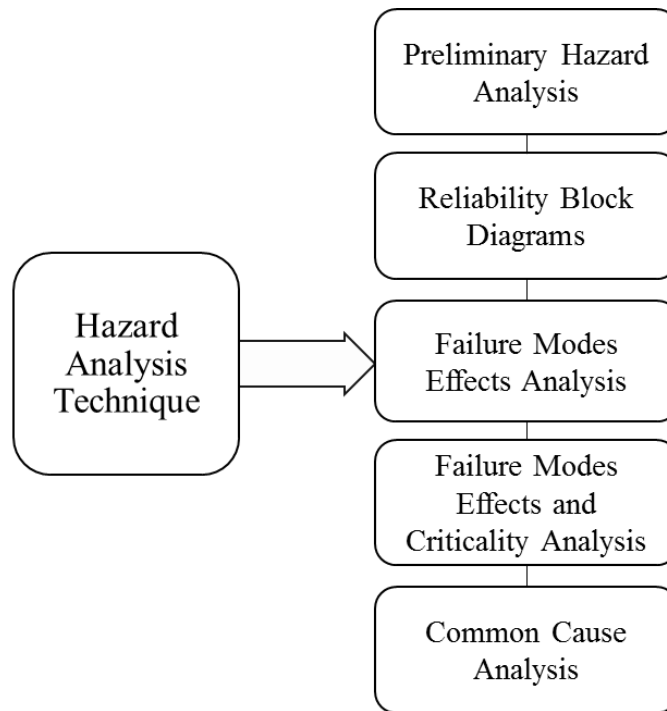 Preliminary Hazard
Analysis
Reliability Block
Diagrams
Hazard
Analysis
Technique
Failure Modes
Effects Analysis
Failure Modes
Effects and
Criticality Analysis
Common Cause
Analysis